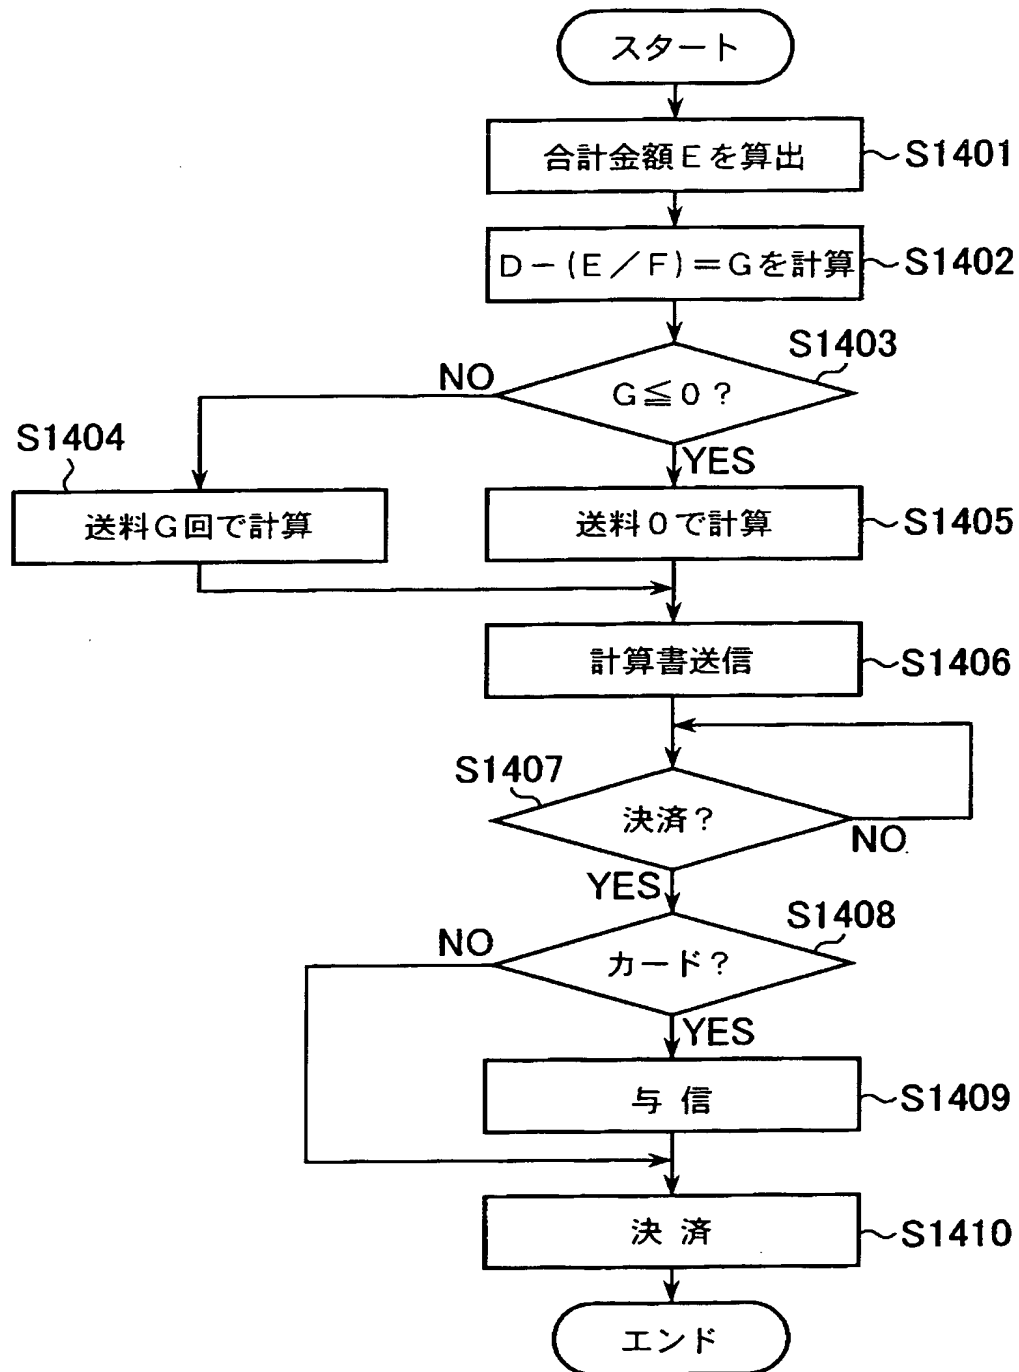 スタート
合計金額Eを算出
S1401
D－(E／F)＝Gを計算
S1402
S1403
G≦0？
NO
YES
S1404
送料G回で計算
送料0で計算
S1405
計算書送信
S1406
S1407
決済？
NO
YES
S1408
カード？
NO
YES
与 信
S1409
決 済
S1410
エンド